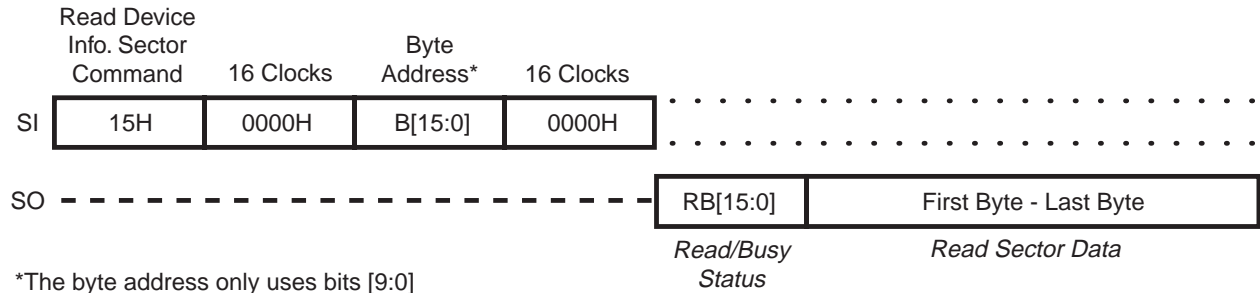 Read Device
Info. Sector
Command
16 Clocks
Byte
Address*
16 Clocks
SI
15H
0000H
B[15:0]
0000H
SO
RB[15:0]
First Byte - Last Byte
Read/Busy
Status
Read Sector Data
*The byte address only uses bits [9:0]